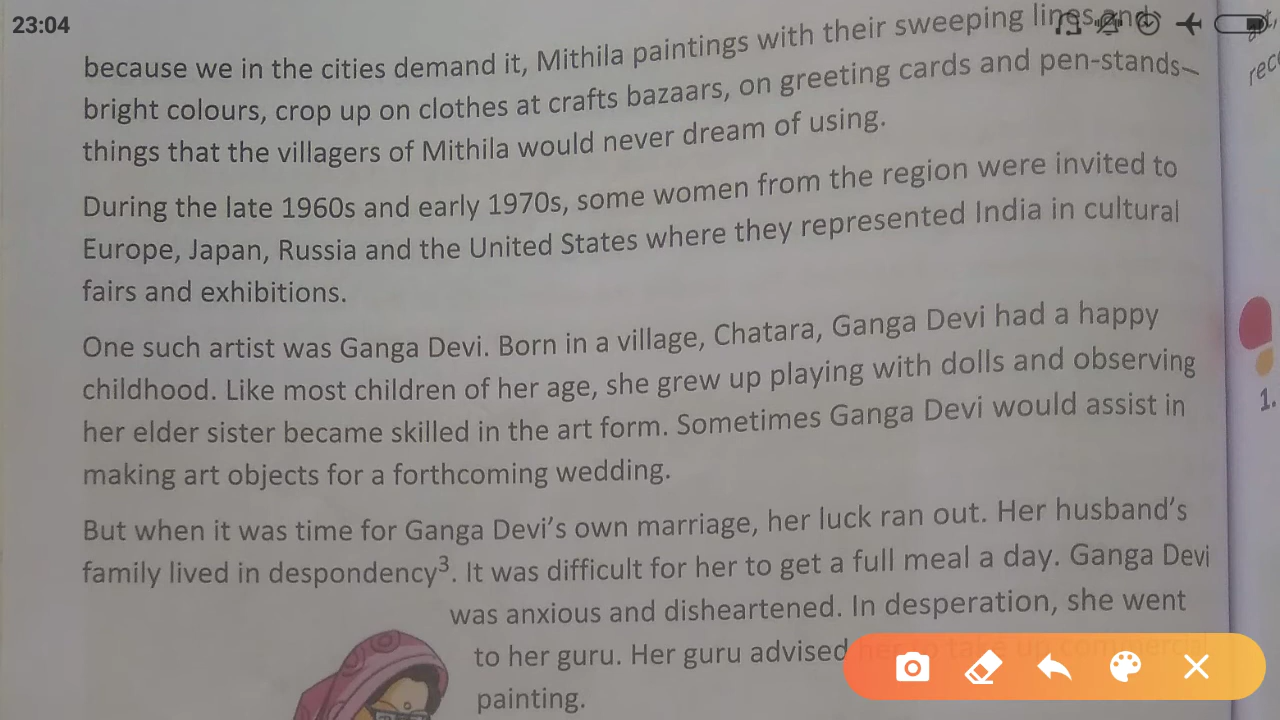 23:04
because we in the cities demand it, Mithila paintings with their sweeping lines and
bright colours, crop up on clothes at crafts bazaars, on greeting cards and pen-stands—
things that the villagers of Mithila would never dream of using.
During the late 1960s and early 1970s, some women from the region were invited to
Europe, Japan, Russia and the United States where they represented India in cultural
fairs and exhibitions.
One such artist was Ganga Devi. Born in a village, Chatara, Ganga Devi had a happy
childhood. Like most children of her age, she grew up playing with dolls and observing
her elder sister became skilled in the art form. Sometimes Ganga Devi would assist in
making art objects for a forthcoming wedding.
But when it was time for Ganga Devi's own marriage, her luck ran out. Her husband's
family lived in despondency³. It was difficult for her to get a full meal a day. Ganga Devi
was anxious and disheartened. In desperation, she went
to her guru. Her guru advised her to take up commercial
painting.
1.